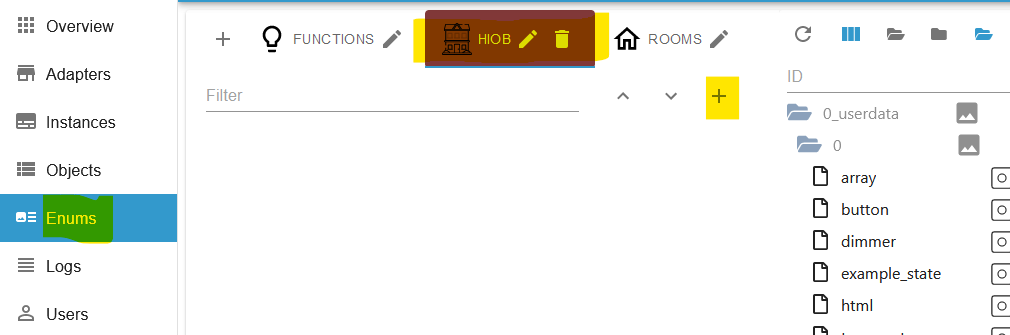 Overview
Adapters
Instances
Objects
Enums
Logs
Users
FUNCTIONS
HIOB
ROOMS
Filter
ID
0_userdata
0
array
button
dimmer
example_state
html